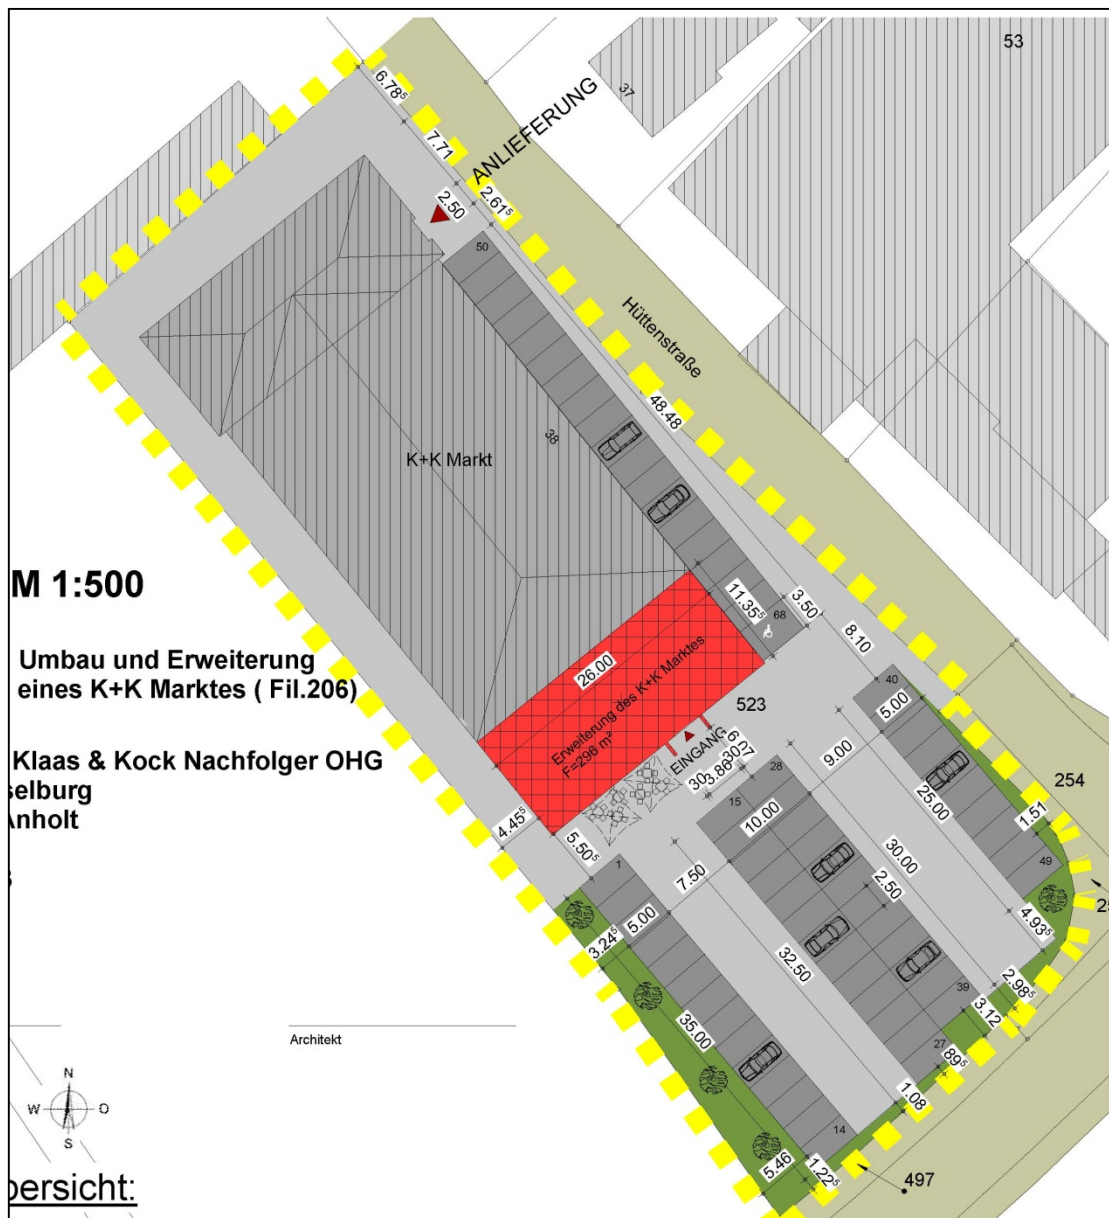 53
37
6.78⁵
7.71
ANLIEFERUNG
2.50
2.61⁵
50
Hüttenstraße
48.48
38
K+K Markt
M 1:500
11.35⁵
3.50
68
8.10
Umbau und Erweiterung
eines K+K Marktes ( Fil.206)
26.00
Erweiterung des K+K Marktes
F=296 m²
523
40
5.00
EINGANG
9.00
28
Klaas & Kock Nachfolger OHG
selburg
Anholt
3.86
15
10.00
25.00
254
1.51
4.45⁵
5.50⁵
1
7.50
30.00
49
2.50
4.93⁵
3.24⁵
5.00
32.50
2.98⁵
39
3.12
35.00
27
89⁵
Architekt
1.08
N
W
O
S
14
5.46
1.22⁵
497
bersicht: